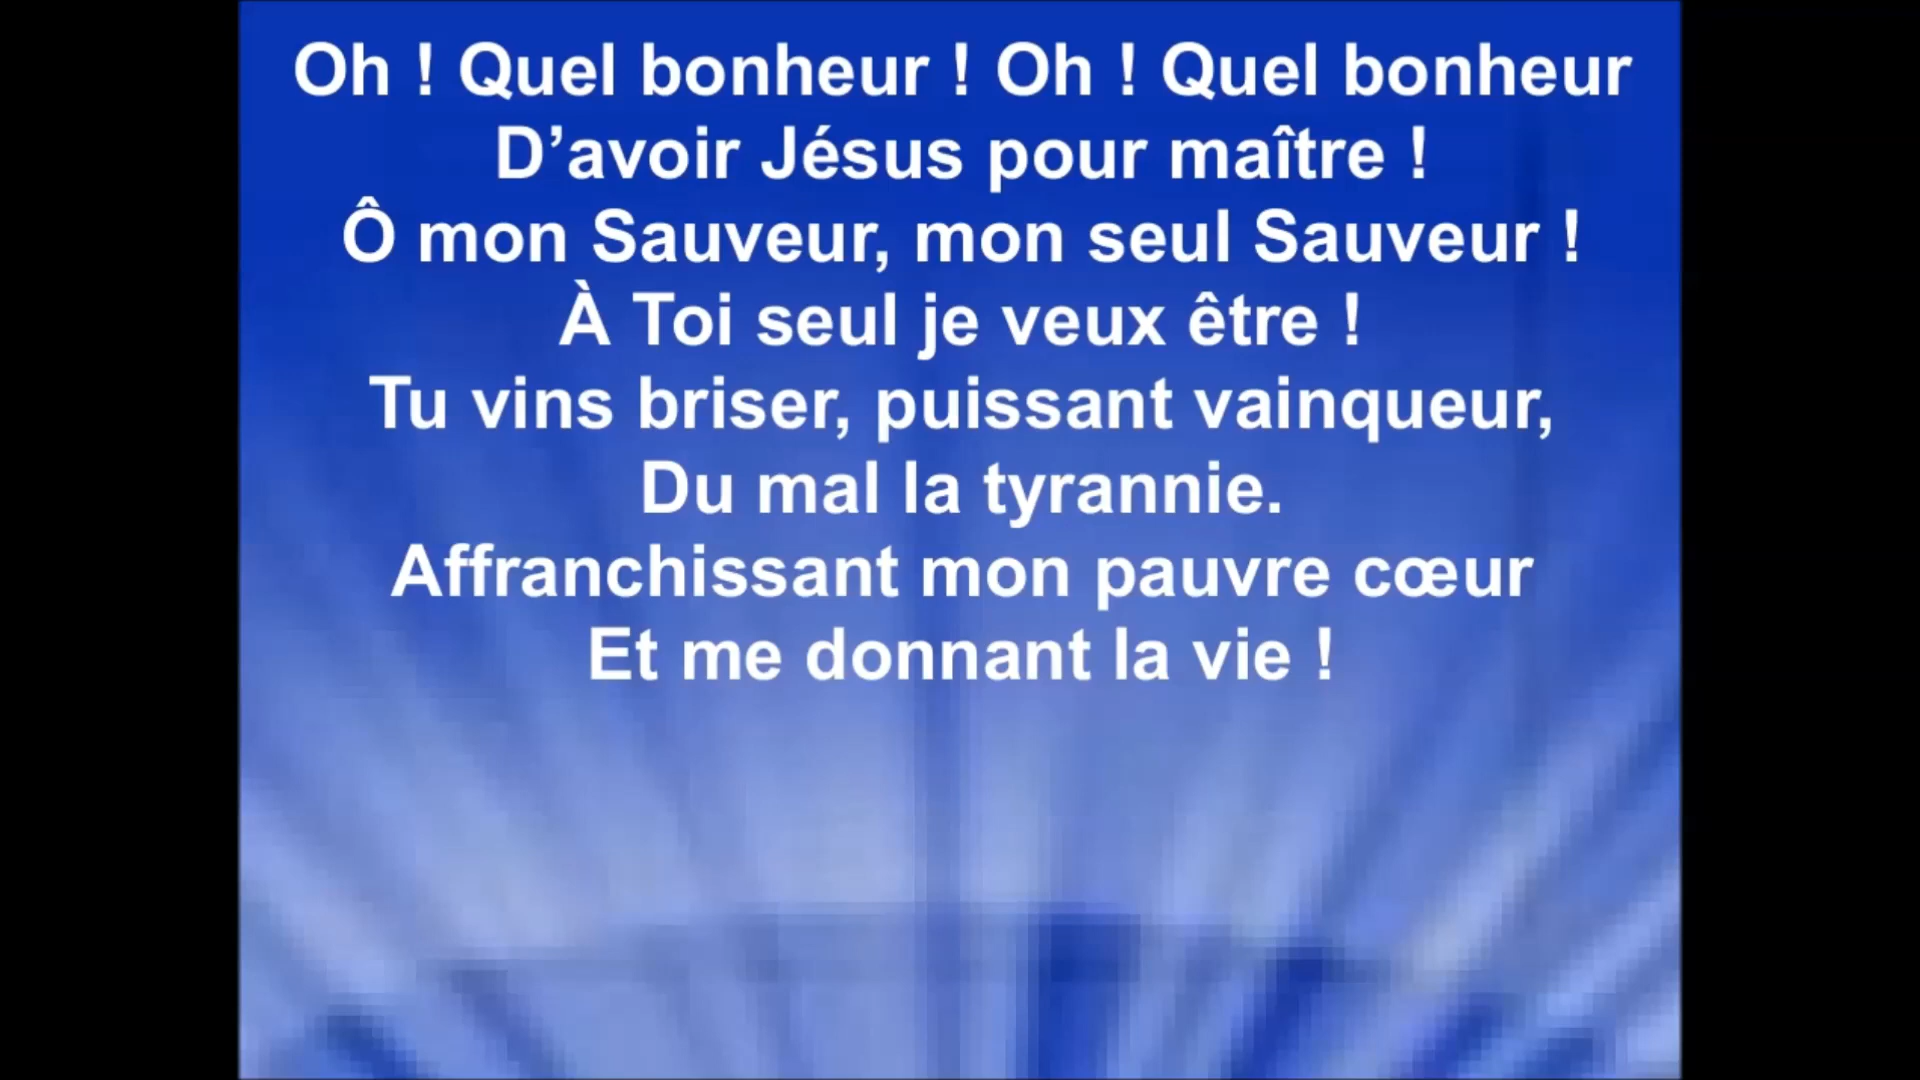 Oh ! Quel bonheur ! Oh ! Quel bonheur
D’avoir Jésus pour maître !
Ô mon Sauveur, mon seul Sauveur !
À Toi seul je veux être !
Tu vins briser, puissant vainqueur,
Du mal la tyrannie.
Affranchissant mon pauvre cœur
Et me donnant la vie !